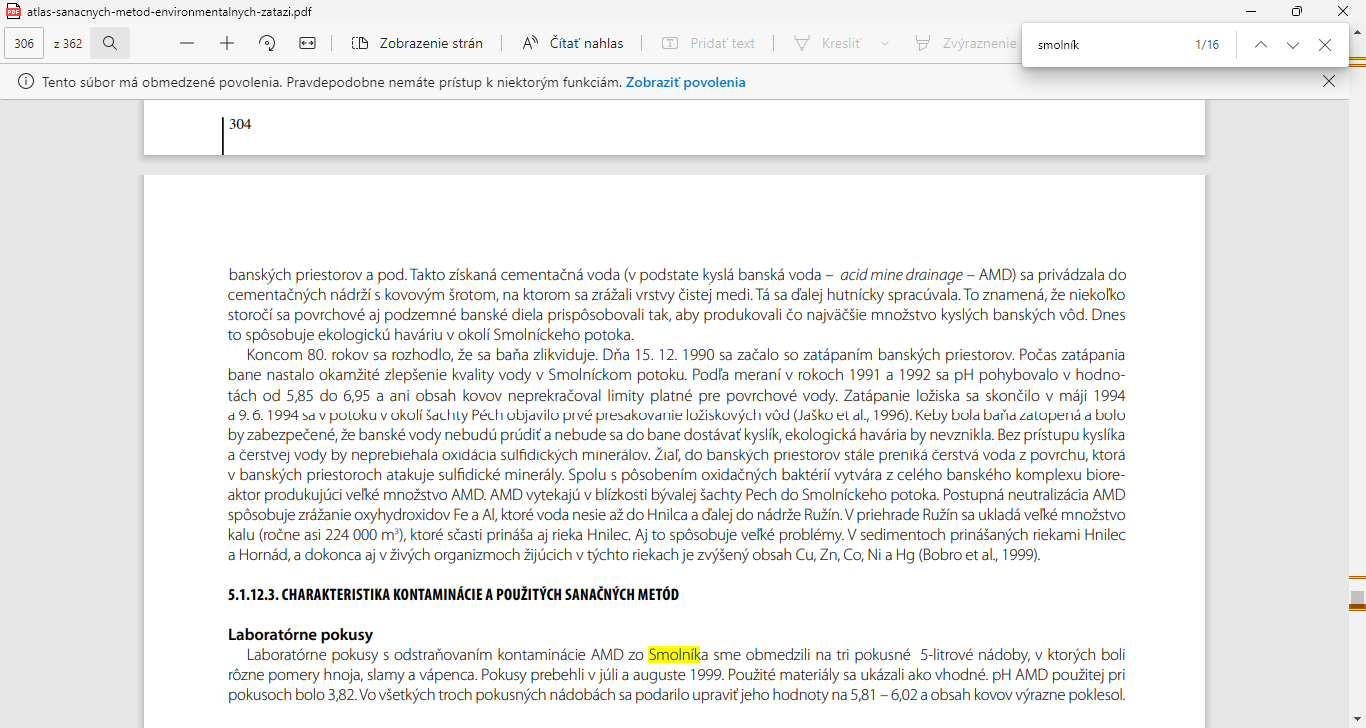 atlas-sanacnych-metod-environmentalnych-zatazi.pdf
306 z 362 Zobrazenie strán Čítať nahlas Pridať text Kresliť Zvýraznenie smolník 1/16
Tento súbor má obmedzené povolenia. Pravdepodobne nemáte prístup k niektorým funkciám. Zobraziť povolenia
304
banských priestorov a pod. Takto získaná cementačná voda (v podstate kyslá banská voda – acid mine drainage – AMD) sa privádzala do
cementačných nádrží s kovovým šrotom, na ktorom sa zrážali vrstvy čistej medi. Tá sa ďalej hutnícky spracúvala. To znamená, že niekoľko
storočí sa povrchové aj podzemné banské diela prispôsobovali tak, aby produkovali čo najväčšie množstvo kyslých banských vôd. Dnes
to spôsobuje ekologickú haváriu v okolí Smolníckeho potoka.
Koncom 80. rokov sa rozhodlo, že sa baňa zlikviduje. Dňa 15. 12. 1990 sa začalo so zatápaním banských priestorov. Počas zatápania
bane nastalo okamžité zlepšenie kvality vody v Smolníckom potoku. Podľa meraní v rokoch 1991 a 1992 sa pH pohybovalo v hodno-
tách od 5,85 do 6,95 a ani obsah kovov neprekračoval limity platné pre povrchové vody. Zatápanie ložiska sa skončilo v máji 1994
a 9. 6. 1994 sa v potoku v okolí šachty Pech objavilo prvé presakovanie ložiskových vôd (Jaško et al., 1996). Keby bola baňa zatopená a bolo
by zabezpečené, že banské vody nebudú prúdiť a nebude sa do bane dostávať kyslík, ekologická havária by nevznikla. Bez prístupu kyslíka
a čerstvej vody by neprebiehala oxidácia sulfidických minerálov. Žiaľ, do banských priestorov stále preniká čerstvá voda z povrchu, ktorá
v banských priestoroch atakuje sulfidické minerály. Spolu s pôsobením oxidačných baktérií vytvára z celého banského komplexu biore-
aktor produkujúci veľké množstvo AMD. AMD vytekajú v blízkosti bývalej šachty Pech do Smolníckeho potoka. Postupná neutralizácia AMD
spôsobuje zrážanie oxyhydroxidov Fe a Al, ktoré voda nesie až do Hnilca a ďalej do nádrže Ružín. V priehrade Ružín sa ukladá veľké množstvo
kalu (ročne asi 224 000 m³), ktoré sčasti prináša aj rieka Hnilec. Aj to spôsobuje veľké problémy. V sedimentoch prinášaných riekami Hnilec
a Hornád, a dokonca aj v živých organizmoch žijúcich v týchto riekach je zvýšený obsah Cu, Zn, Co, Ni a Hg (Bobro et al., 1999).
5.1.12.3. CHARAKTERISTIKA KONTAMINÁCIE A POUŽITÝCH SANAČNÝCH METÓD
Laboratórne pokusy
Laboratórne pokusy s odstraňovaním kontaminácie AMD zo Smolníka sme obmedzili na tri pokusné 5-litrové nádoby, v ktorých boli
rôzne pomery hnoja, slamy a vápenca. Pokusy prebehli v júli a auguste 1999. Použité materiály sa ukázali ako vhodné. pH AMD použitej pri
pokusoch bolo 3,82. Vo všetkých troch pokusných nádobách sa podarilo upraviť jeho hodnoty na 5,81 – 6,02 a obsah kovov výrazne poklesol.